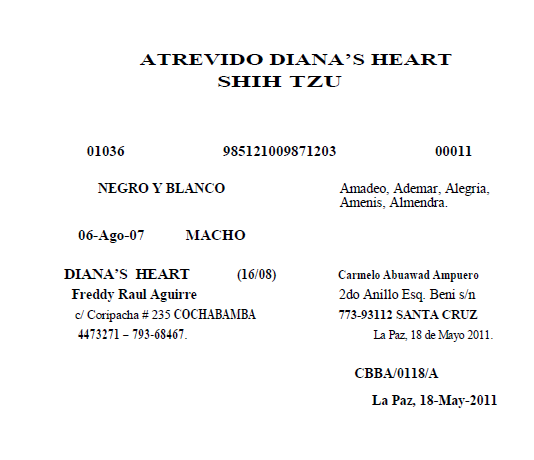 ATREVIDO DIANA'S HEART
SHIH TZU
01036 985121009871203 00011
NEGRO Y BLANCO Amadeo, Ademar, Alegria,
Amenis, Almendra.
06-Ago-07 MACHO
DIANA'S HEART (16/08) Carmelo Abuawad Ampuero
Freddy Raul Aguirre 2do Anillo Esq. Beni s/n
c/ Coripacha # 235 COCHABAMBA 773-93112 SANTA CRUZ
4473271 – 793-68467. La Paz, 18 de Mayo 2011.
CBBA/0118/A
La Paz, 18-May-2011